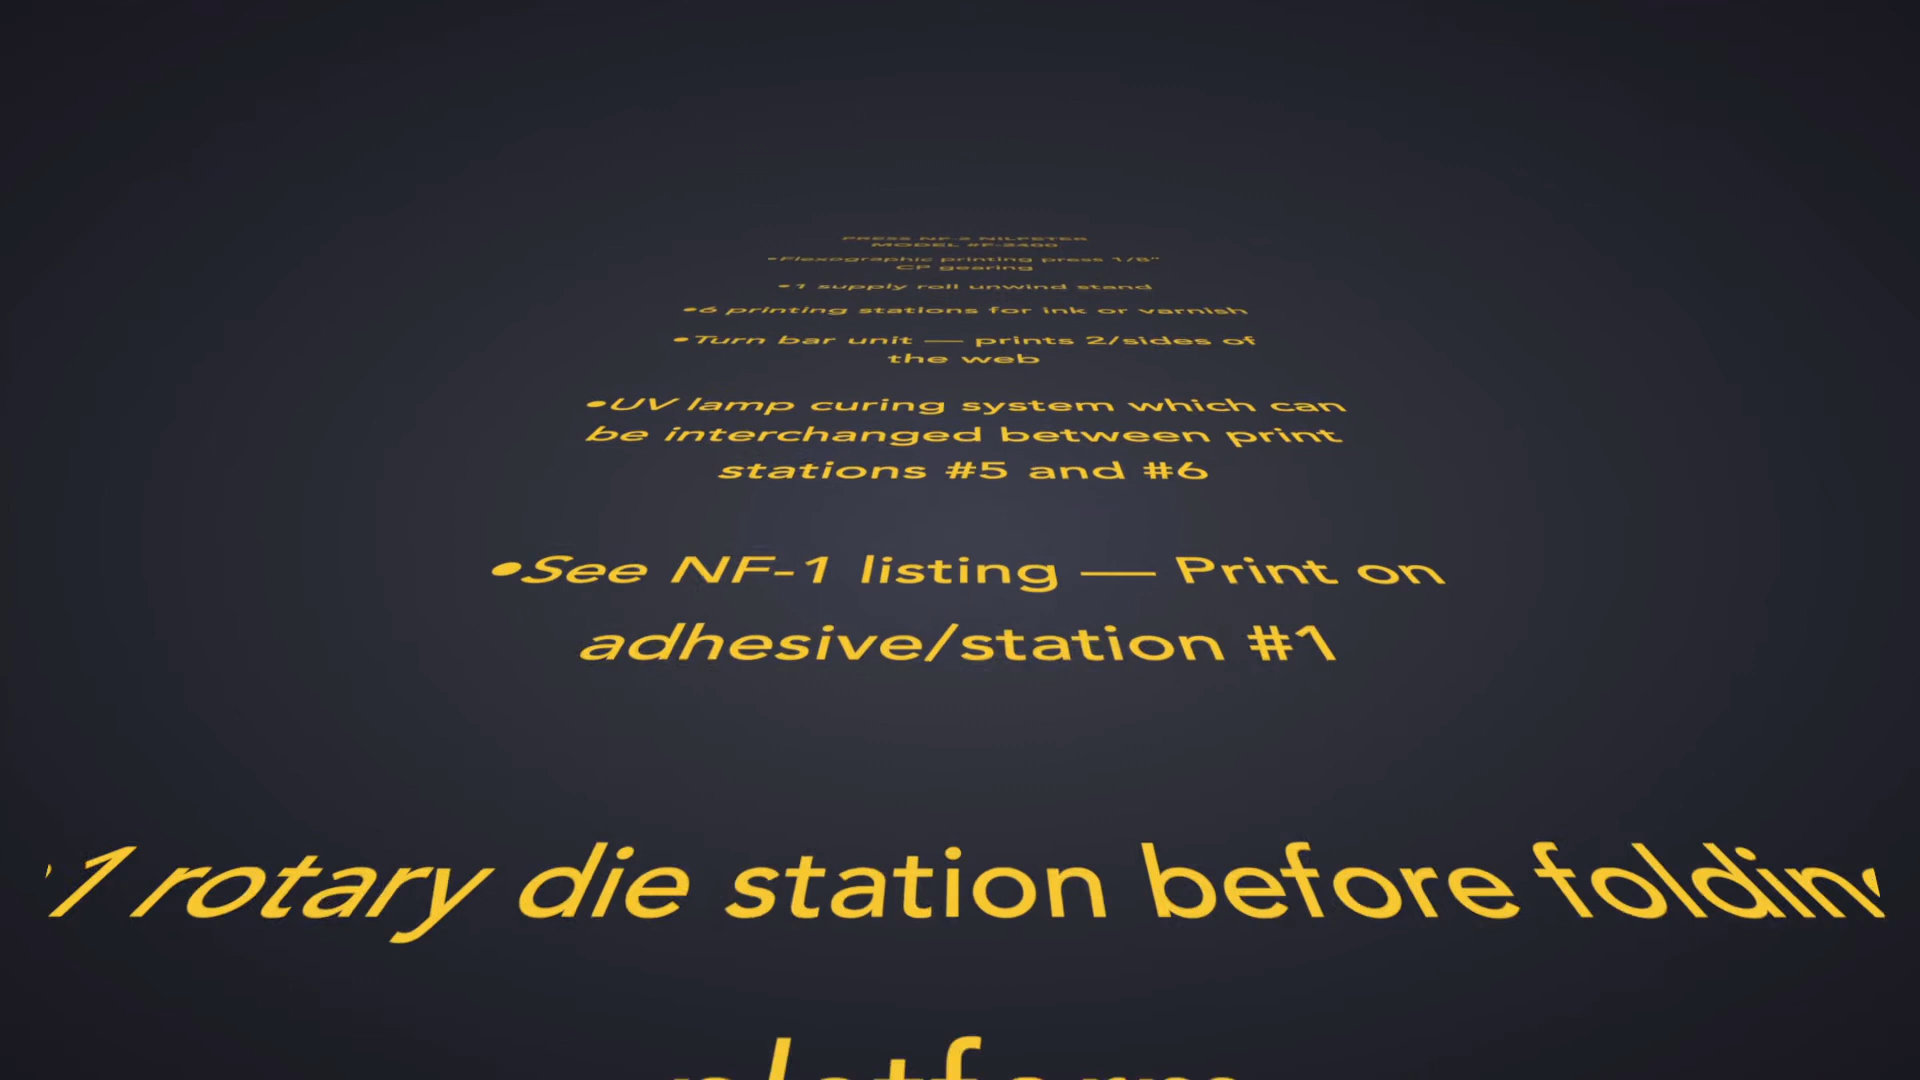 PRESS NF-2 NILPETER
MODEL #F-2400
•Flexographic printing press 1/8"
CP gearing
•1 supply roll unwind stand
•6 printing stations for ink or varnish
•Turn bar unit — prints 2/sides of
the web
•UV lamp curing system which can
be interchanged between print
stations #5 and #6
•See NF-1 listing — Print on
adhesive/station #1
•1 rotary die station before folding
platform